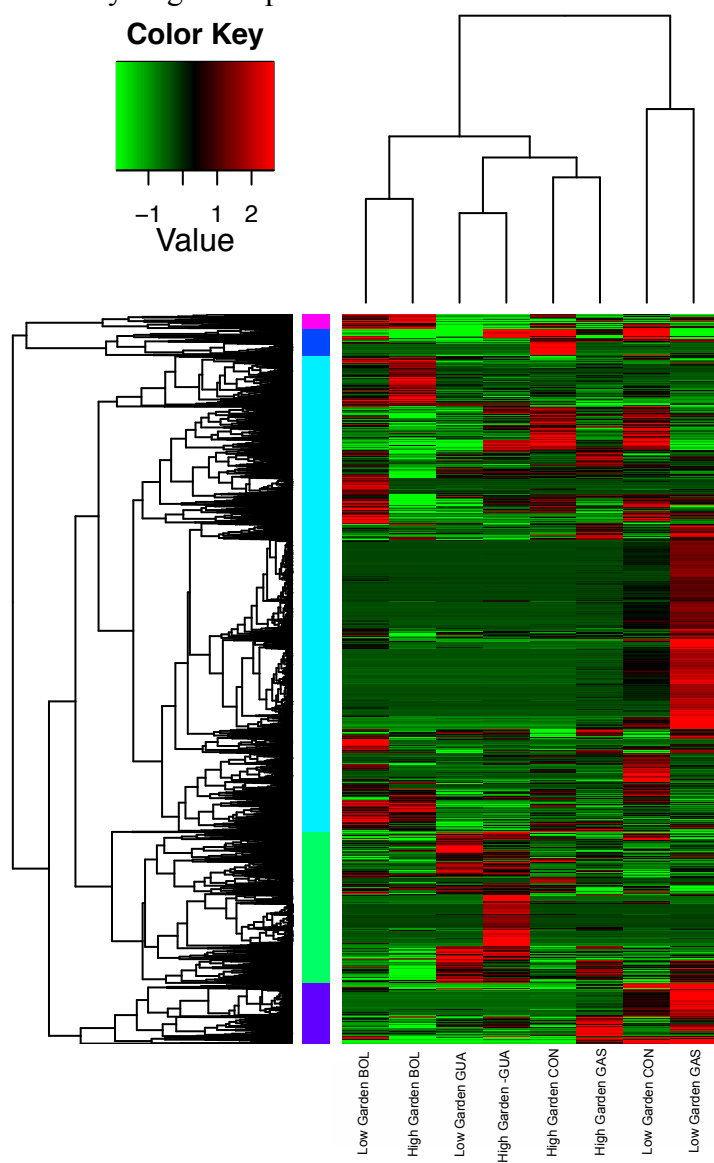 Color Key
−1 1 2
Value
Low Garden BOL
High Garden BOL
Low Garden GUA
High Garden -GUA
High Garden CON
High Garden GAS
Low Garden CON
Low Garden GAS